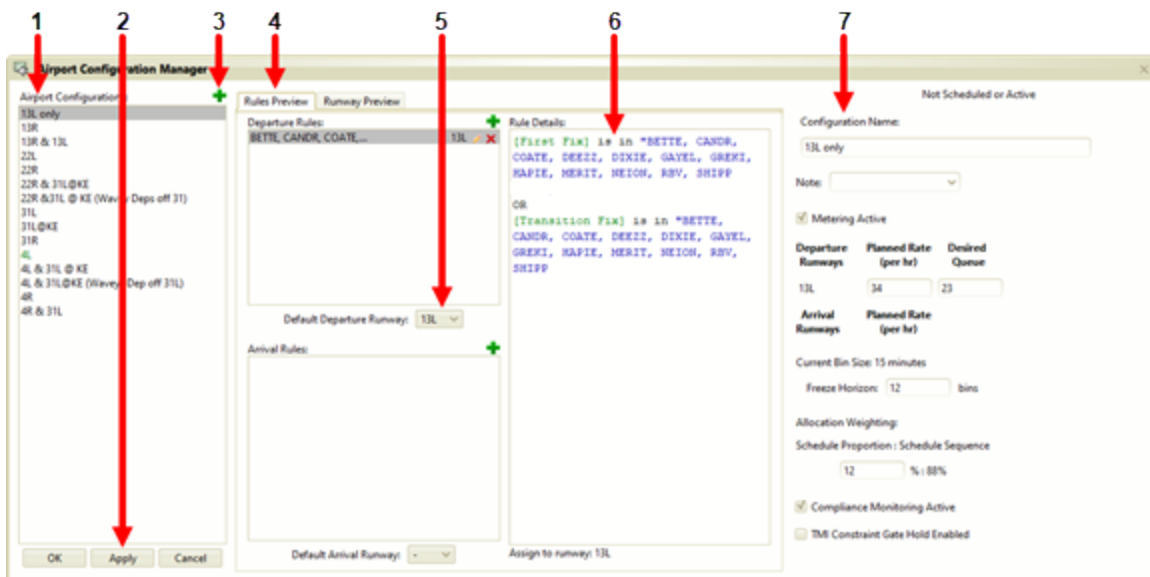 1 2 3 4 5 6 7
Airport Configuration Manager
Airport Configurations
13L only
13R
13R & 13L
22L
22R
22R & 31L@KE
22R &31L @ KE (Wavey Deps off 31)
31L
31L@KE
31R
4L
4L & 31L @ KE
4L & 31L@KE (Wavey Dep off 31L)
4R
4R & 31L
OK Apply Cancel
Rules Preview Runway Preview
Departure Rules:
BETTE, CANDR, COATE,... 13L
Default Departure Runway: 13L
Arrival Rules:
Default Arrival Runway: -
Rule Details:
[First Fix] is in "BETTE, CANDR,
COATE, DEEZZ, DIXIE, GAYEL, GREKI,
HAPIE, MERIT, NEION, RBV, SHIPP
OR
[Transition Fix] is in "BETTE,
CANDR, COATE, DEEZZ, DIXIE, GAYEL,
GREKI, HAPIE, MERIT, NEION, RBV,
SHIPP
Assign to runway: 13L
Not Scheduled or Active
Configuration Name:
13L only
Note:
Metering Active
Departure Runways Planned Rate (per hr) Desired Queue
13L 34 23
Arrival Runways Planned Rate (per hr)
Current Bin Size: 15 minutes
Freeze Horizon: 12 bins
Allocation Weighting:
Schedule Proportion : Schedule Sequence
12 % : 88%
Compliance Monitoring Active
TMI Constraint Gate Hold Enabled